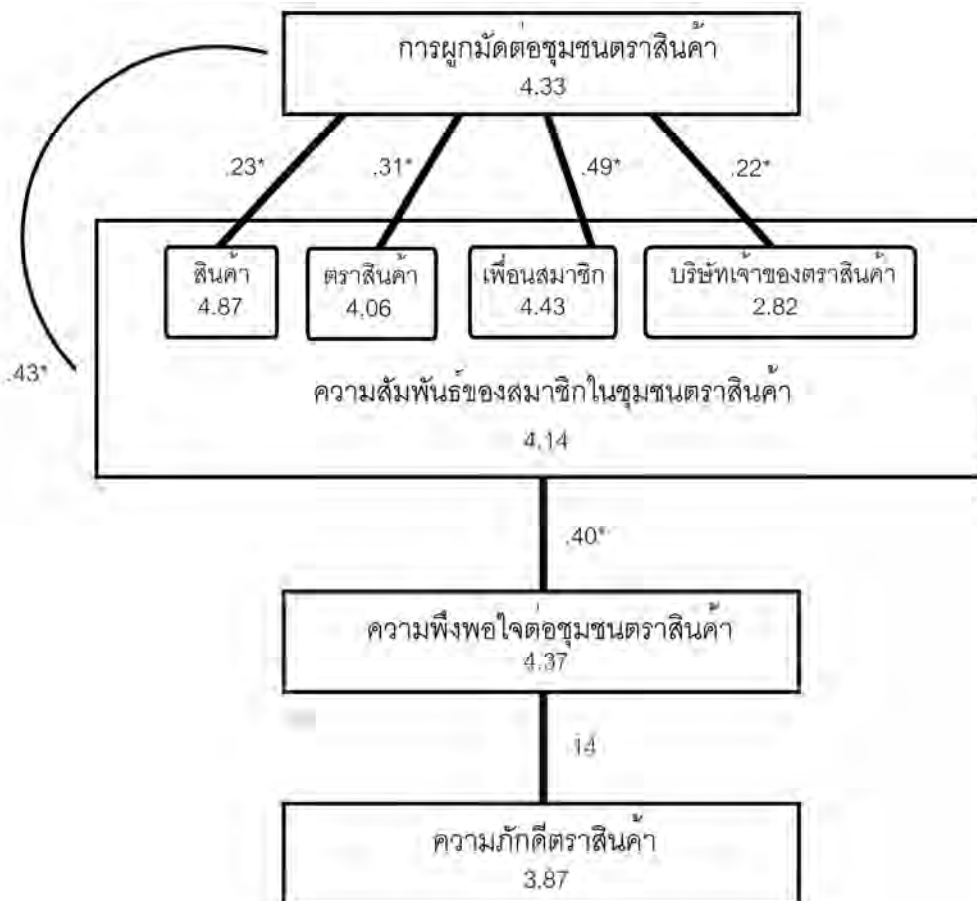 การผูกมัดต่อชุมชนตราสินค้า
4.33
.23* .31* .49* .22*
สินค้า ตราสินค้า เพื่อนสมาชิก บริษัทเจ้าของตราสินค้า
4.87 4.06 4.43 2.82
.43*
ความสัมพันธ์ของสมาชิกในชุมชนตราสินค้า
4.14
.40*
ความพึงพอใจต่อชุมชนตราสินค้า
4.37
.14
ความภักดีตราสินค้า
3.87